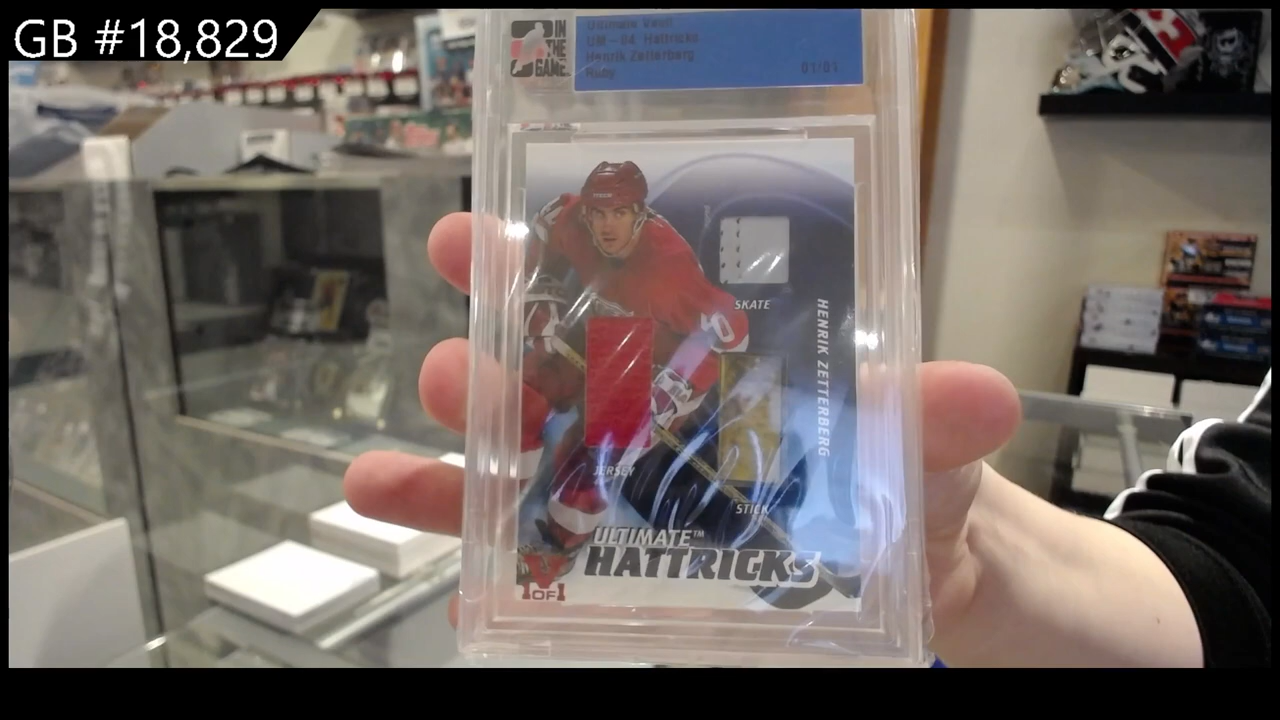 GB #18,829
IN
THE
GAME
Ultimate Vault
UM-04 Hattricks
Henrik Zetterberg
Ruby 01/01
SKATE
HENRIK ZETTERBERG
JERSEY
STICK
ULTIMATE™
HATTRICKS
1 OF 1